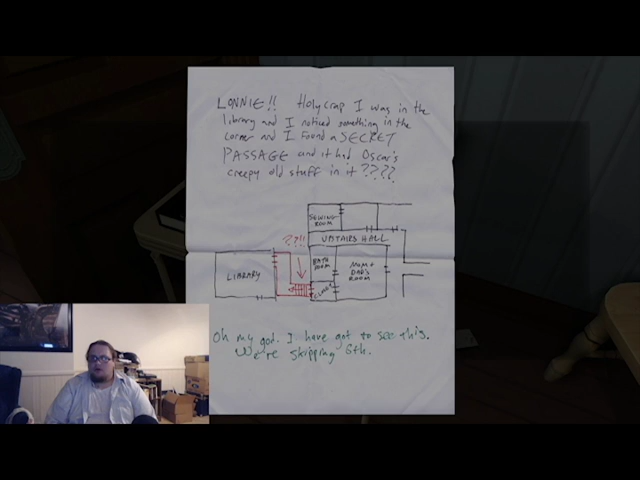 LONNIE!! Holy crap I was in the
library and I noticed something in the
corner and I found a SECRET
PASSAGE and it had Oscar's
creepy old stuff in it????
SEWING
ROOM
UPSTAIRS HALL
??!!
LIBRARY
BATH
ROOM
MOM +
DAD'S
ROOM
CLOSET
Oh my god. I have got to see this.
We're skipping 6th.